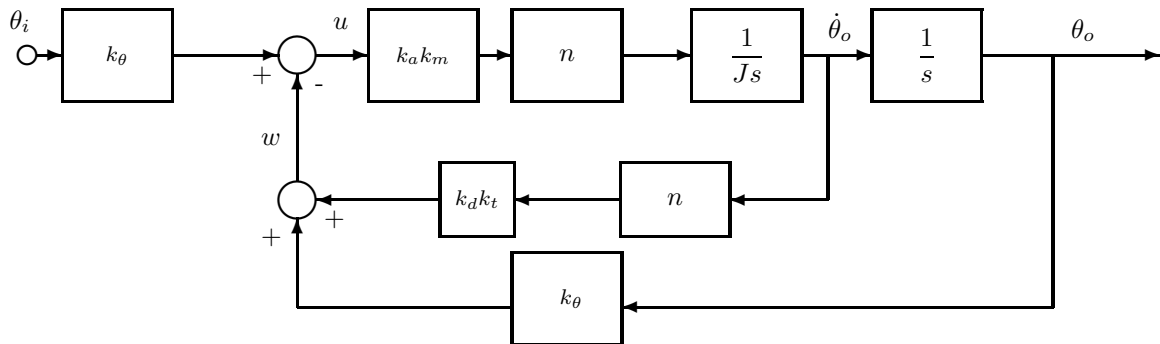 θ_i
k_θ
+
-
u
k_a k_m
n
1/(Js)
θ̇_o
1/s
θ_o
w
+
+
k_d k_t
n
k_θ